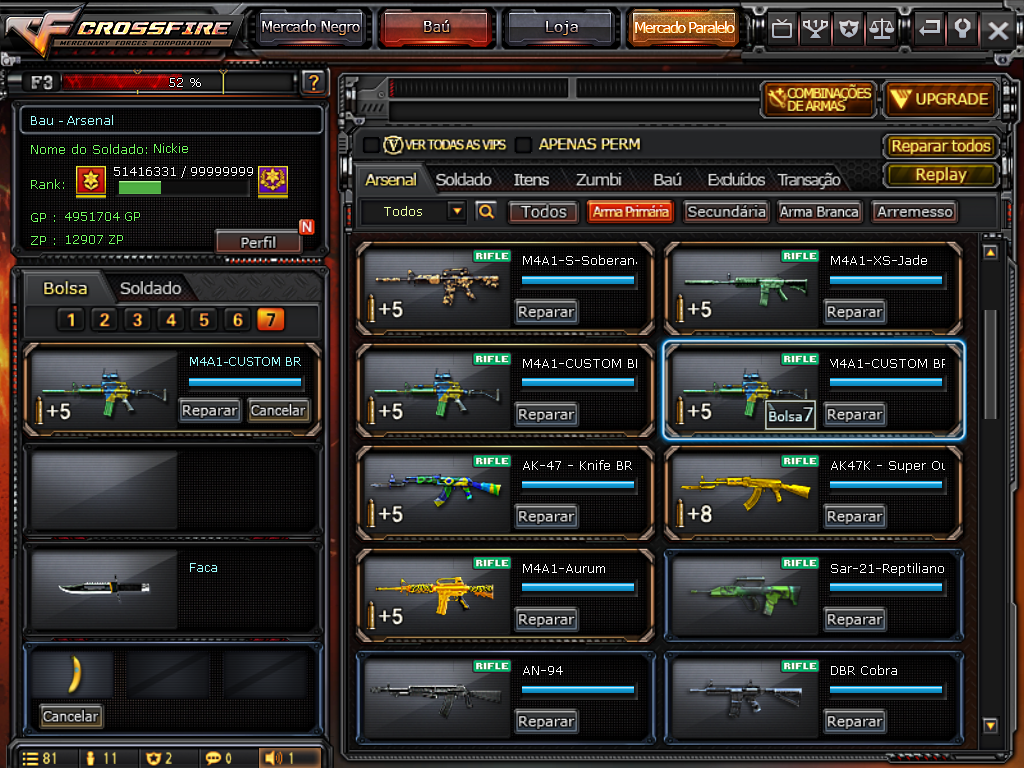 CROSSFIRE
MERCENARY FORCES CORPORATION
Mercado Negro
Baú
Loja
Mercado Paralelo
F3
52 %
?
Bau - Arsenal
Nome do Soldado: Nickie
Rank:
51416331 / 99999999
GP : 4951704 GP
ZP : 12907 ZP
N
Perfil
Bolsa
Soldado
1 2 3 4 5 6 7
M4A1-CUSTOM BR
+5
Reparar
Cancelar
Faca
Cancelar
81
11
2
0
1
COMBINAÇÕES
DE ARMAS
UPGRADE
V VER TODAS AS VIPS
APENAS PERM
Reparar todos
Replay
Arsenal
Soldado
Itens
Zumbi
Baú
Excluídos
Transação
Todos
Todos
Arma Primária
Secundária
Arma Branca
Arremesso
RIFLE
M4A1-S-Soberan
+5
Reparar
RIFLE
M4A1-XS-Jade
+5
Reparar
RIFLE
M4A1-CUSTOM BI
+5
Reparar
RIFLE
M4A1-CUSTOM BF
+5
Bolsa7
Reparar
RIFLE
AK-47 - Knife BR
+5
Reparar
RIFLE
AK47K - Super Ou
+8
Reparar
RIFLE
M4A1-Aurum
+5
Reparar
RIFLE
Sar-21-Reptiliano
Reparar
RIFLE
AN-94
Reparar
RIFLE
DBR Cobra
Reparar